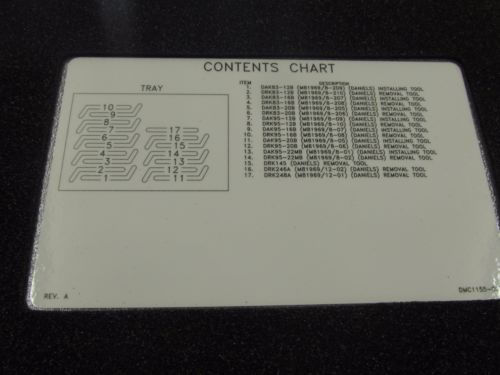 CONTENTS CHART
TRAY
10
9
8
7
6
5
4
3
2
1
17
16
15
14
13
12
11
ITEM DESCRIPTION
1. DAK83-12B (M81969/8-209) (DANIELS) INSTALLING TOOL
2. DRK83-12B (M81969/8-210) (DANIELS) REMOVAL TOOL
3. DAK83-16B (M81969/8-207) (DANIELS) INSTALLING TOOL
4. DRK83-16B (M81969/8-208) (DANIELS) REMOVAL TOOL
5. DAK83-20B (M81969/8-205) (DANIELS) INSTALLING TOOL
6. DRK83-20B (M81969/8-206) (DANIELS) REMOVAL TOOL
7. DAK95-12B (M81969/8-09) (DANIELS) INSTALLING TOOL
8. DRK95-12B (M81969/8-10) (DANIELS) REMOVAL TOOL
9. DAK95-16B (M81969/8-07) (DANIELS) INSTALLING TOOL
10. DRK95-16B (M81969/8-08) (DANIELS) REMOVAL TOOL
11. DAK95-20B (M81969/8-05) (DANIELS) INSTALLING TOOL
12. DRK95-20B (M81969/8-06) (DANIELS) REMOVAL TOOL
13. DAK95-22MB (M81969/8-01) (DANIELS) INSTALLING TOOL
14. DRK95-22MB (M81969/8-02) (DANIELS) REMOVAL TOOL
15. DRK145 (DANIELS) REMOVAL TOOL
16. DRK246A (M81969/12-02) (DANIELS) REMOVAL TOOL
17. DRK248A (M81969/12-01) (DANIELS) REMOVAL TOOL
REV. A